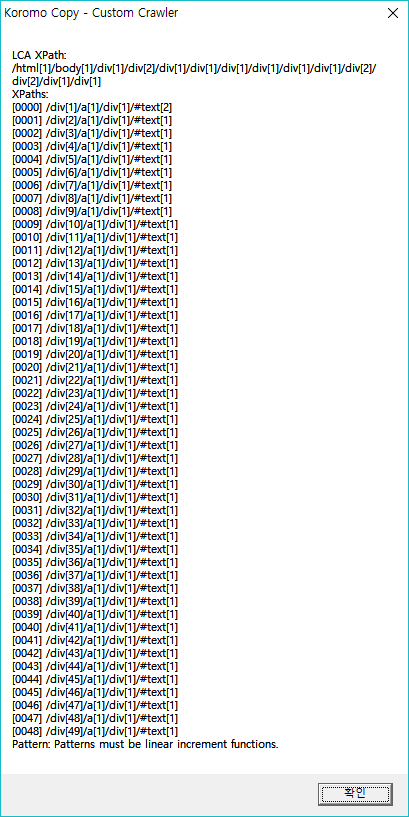 Koromo Copy - Custom Crawler
LCA XPath:
/html[1]/body[1]/div[1]/div[2]/div[1]/div[1]/div[1]/div[1]/div[1]/div[1]/div[2]/
div[2]/div[1]/div[1]
XPaths:
[0000] /div[1]/a[1]/div[1]/#text[2]
[0001] /div[2]/a[1]/div[1]/#text[1]
[0002] /div[3]/a[1]/div[1]/#text[1]
[0003] /div[4]/a[1]/div[1]/#text[1]
[0004] /div[5]/a[1]/div[1]/#text[1]
[0005] /div[6]/a[1]/div[1]/#text[1]
[0006] /div[7]/a[1]/div[1]/#text[1]
[0007] /div[8]/a[1]/div[1]/#text[1]
[0008] /div[9]/a[1]/div[1]/#text[1]
[0009] /div[10]/a[1]/div[1]/#text[1]
[0010] /div[11]/a[1]/div[1]/#text[1]
[0011] /div[12]/a[1]/div[1]/#text[1]
[0012] /div[13]/a[1]/div[1]/#text[1]
[0013] /div[14]/a[1]/div[1]/#text[1]
[0014] /div[15]/a[1]/div[1]/#text[1]
[0015] /div[16]/a[1]/div[1]/#text[1]
[0016] /div[17]/a[1]/div[1]/#text[1]
[0017] /div[18]/a[1]/div[1]/#text[1]
[0018] /div[19]/a[1]/div[1]/#text[1]
[0019] /div[20]/a[1]/div[1]/#text[1]
[0020] /div[21]/a[1]/div[1]/#text[1]
[0021] /div[22]/a[1]/div[1]/#text[1]
[0022] /div[23]/a[1]/div[1]/#text[1]
[0023] /div[24]/a[1]/div[1]/#text[1]
[0024] /div[25]/a[1]/div[1]/#text[1]
[0025] /div[26]/a[1]/div[1]/#text[1]
[0026] /div[27]/a[1]/div[1]/#text[1]
[0027] /div[28]/a[1]/div[1]/#text[1]
[0028] /div[29]/a[1]/div[1]/#text[1]
[0029] /div[30]/a[1]/div[1]/#text[1]
[0030] /div[31]/a[1]/div[1]/#text[1]
[0031] /div[32]/a[1]/div[1]/#text[1]
[0032] /div[33]/a[1]/div[1]/#text[1]
[0033] /div[34]/a[1]/div[1]/#text[1]
[0034] /div[35]/a[1]/div[1]/#text[1]
[0035] /div[36]/a[1]/div[1]/#text[1]
[0036] /div[37]/a[1]/div[1]/#text[1]
[0037] /div[38]/a[1]/div[1]/#text[1]
[0038] /div[39]/a[1]/div[1]/#text[1]
[0039] /div[40]/a[1]/div[1]/#text[1]
[0040] /div[41]/a[1]/div[1]/#text[1]
[0041] /div[42]/a[1]/div[1]/#text[1]
[0042] /div[43]/a[1]/div[1]/#text[1]
[0043] /div[44]/a[1]/div[1]/#text[1]
[0044] /div[45]/a[1]/div[1]/#text[1]
[0045] /div[46]/a[1]/div[1]/#text[1]
[0046] /div[47]/a[1]/div[1]/#text[1]
[0047] /div[48]/a[1]/div[1]/#text[1]
[0048] /div[49]/a[1]/div[1]/#text[1]
Pattern: Patterns must be linear increment functions.
확인